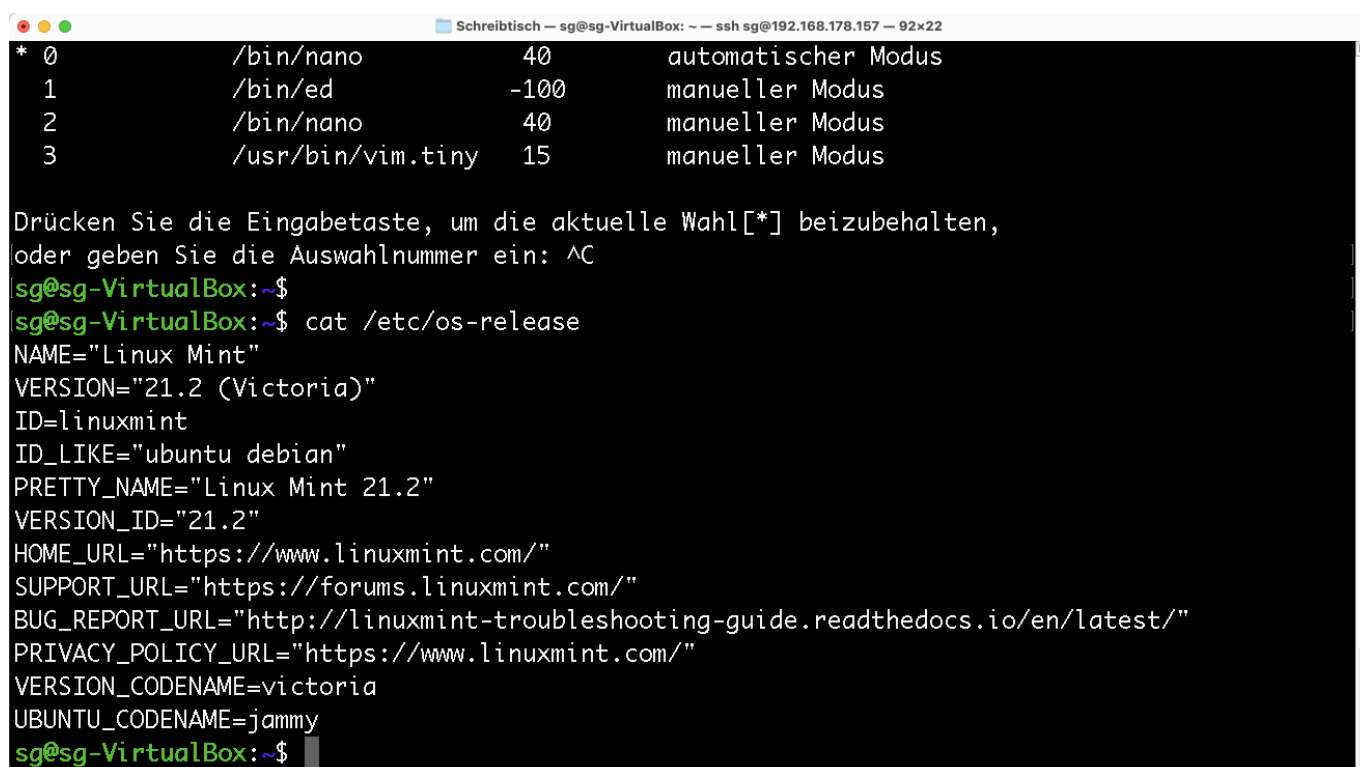 Schreibtisch — sg@sg-VirtualBox: ~ — ssh sg@192.168.178.157 — 92×22
* 0 /bin/nano 40 automatischer Modus
1 /bin/ed -100 manueller Modus
2 /bin/nano 40 manueller Modus
3 /usr/bin/vim.tiny 15 manueller Modus
Drücken Sie die Eingabetaste, um die aktuelle Wahl[*] beizubehalten,
oder geben Sie die Auswahlnummer ein: ^C
sg@sg-VirtualBox:~$
sg@sg-VirtualBox:~$ cat /etc/os-release
NAME="Linux Mint"
VERSION="21.2 (Victoria)"
ID=linuxmint
ID_LIKE="ubuntu debian"
PRETTY_NAME="Linux Mint 21.2"
VERSION_ID="21.2"
HOME_URL="https://www.linuxmint.com/"
SUPPORT_URL="https://forums.linuxmint.com/"
BUG_REPORT_URL="http://linuxmint-troubleshooting-guide.readthedocs.io/en/latest/"
PRIVACY_POLICY_URL="https://www.linuxmint.com/"
VERSION_CODENAME=victoria
UBUNTU_CODENAME=jammy
sg@sg-VirtualBox:~$